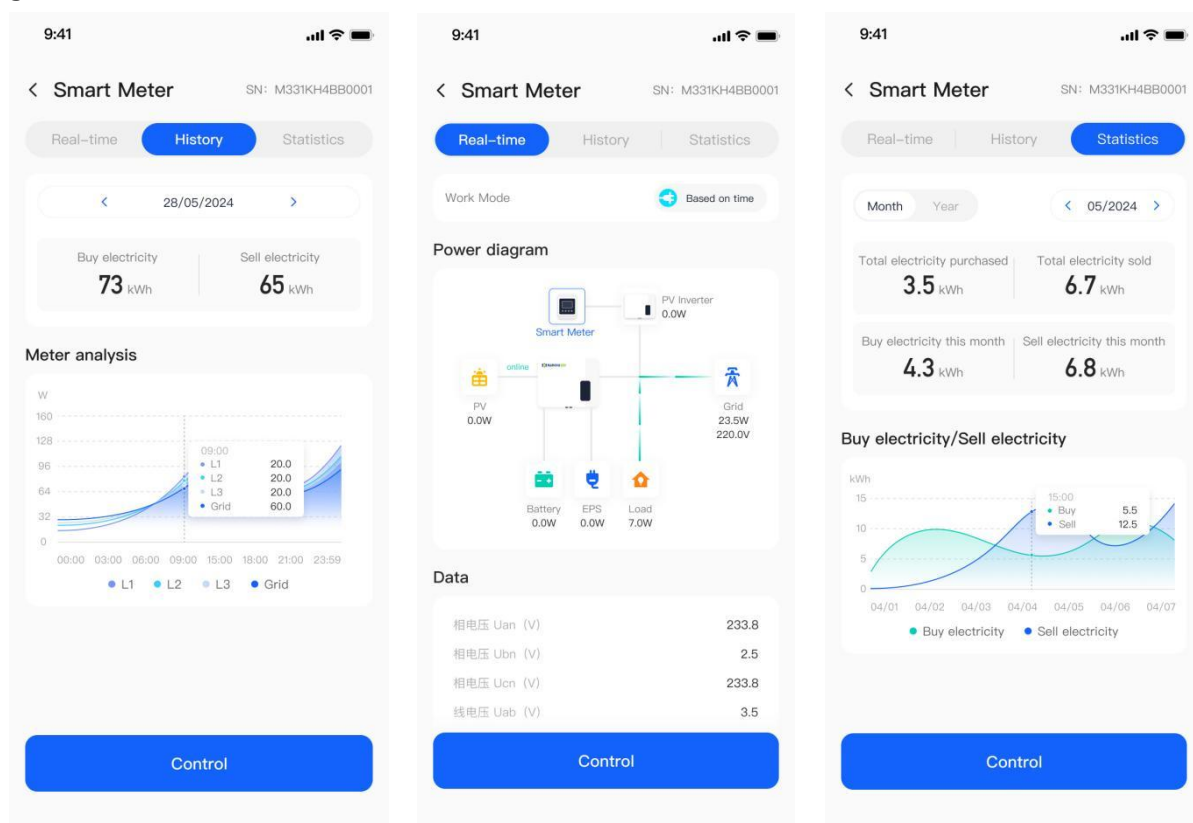 9:41
Smart Meter
SN: M331KH4BB0001
Real-time History Statistics
28/05/2024
Buy electricity Sell electricity
73 kWh 65 kWh
Meter analysis
W
160
128
96
64
32
0
09:00
L1 20.0
L2 20.0
L3 20.0
Grid 60.0
00:00 03:00 06:00 09:00 15:00 18:00 21:00 23:59
L1 L2 L3 Grid
Control
9:41
Smart Meter
SN: M331KH4BB0001
Real-time History Statistics
Work Mode Based on time
Power diagram
PV Inverter
0.0W
Smart Meter
online
PV
0.0W
Grid
23.5W
220.0V
Battery EPS Load
0.0W 0.0W 7.0W
Data
相电压 Uan (V) 233.8
相电压 Ubn (V) 2.5
相电压 Ucn (V) 233.8
线电压 Uab (V) 3.5
Control
9:41
Smart Meter
SN: M331KH4BB0001
Real-time History Statistics
Month Year 05/2024
Total electricity purchased Total electricity sold
3.5 kWh 6.7 kWh
Buy electricity this month Sell electricity this month
4.3 kWh 6.8 kWh
Buy electricity/Sell electricity
kWh
15
10
5
0
15:00
Buy 5.5
Sell 12.5
04/01 04/02 04/03 04/04 04/05 04/06 04/07
Buy electricity Sell electricity
Control